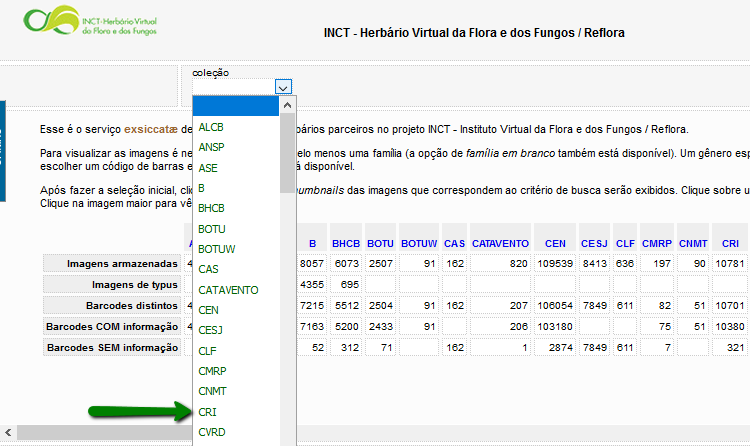 INCT-Herbário Virtual
da Flora e dos Fungos
INCT - Herbário Virtual da Flora e dos Fungos / Reflora
coleção
ALCB
ANSP
ASE
B
BHCB
BOTU
BOTUW
CAS
CATAVENTO
CEN
CESJ
CLF
CMRP
CNMT
CRI
CVRD
Esse é o serviço exsiccatæ de bários parceiros no projeto INCT - Instituto Virtual da Flora e dos Fungos / Reflora.
Para visualizar as imagens é ne elo menos uma família (a opção de família em branco também está disponível). Um gênero esp
escolher um código de barras e á disponível.
Após fazer a seleção inicial, clic humbnails das imagens que correspondem ao critério de busca serão exibidos. Clique sobre u
Clique na imagem maior para vê
B BHCB BOTU BOTUW CAS CATAVENTO CEN CESJ CLF CMRP CNMT CRI
Imagens armazenadas 4 8057 6073 2507 91 162 820 109539 8413 636 197 90 10781
Imagens de typus 4355 695
Barcodes distintos 4 7215 5512 2504 91 162 207 106054 7849 611 82 51 10701
Barcodes COM informação 4 7163 5200 2433 91 206 103180 75 51 10380
Barcodes SEM informação 52 312 71 162 1 2874 7849 611 7 321